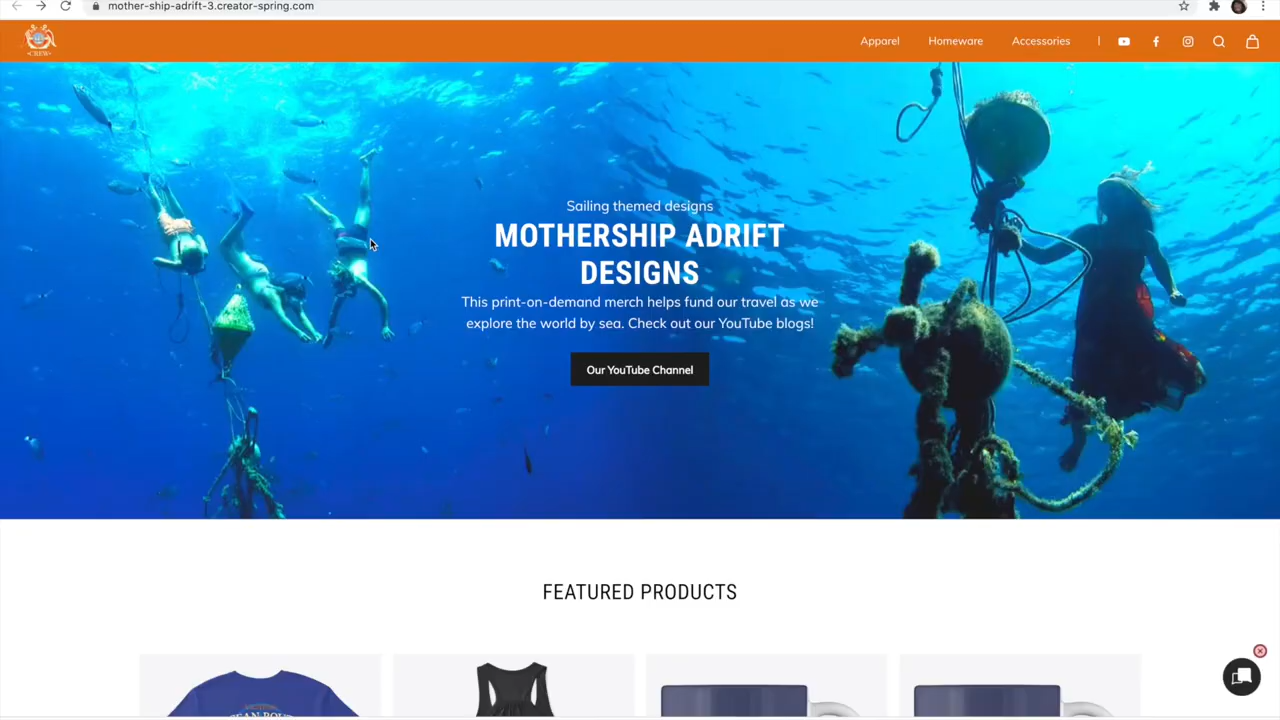 mother-ship-adrift-3.creator-spring.com
•CREW•
Apparel
Homeware
Accessories
Sailing themed designs
MOTHERSHIP ADRIFT
DESIGNS
This print-on-demand merch helps fund our travel as we
explore the world by sea. Check out our YouTube blogs!
Our YouTube Channel
FEATURED PRODUCTS